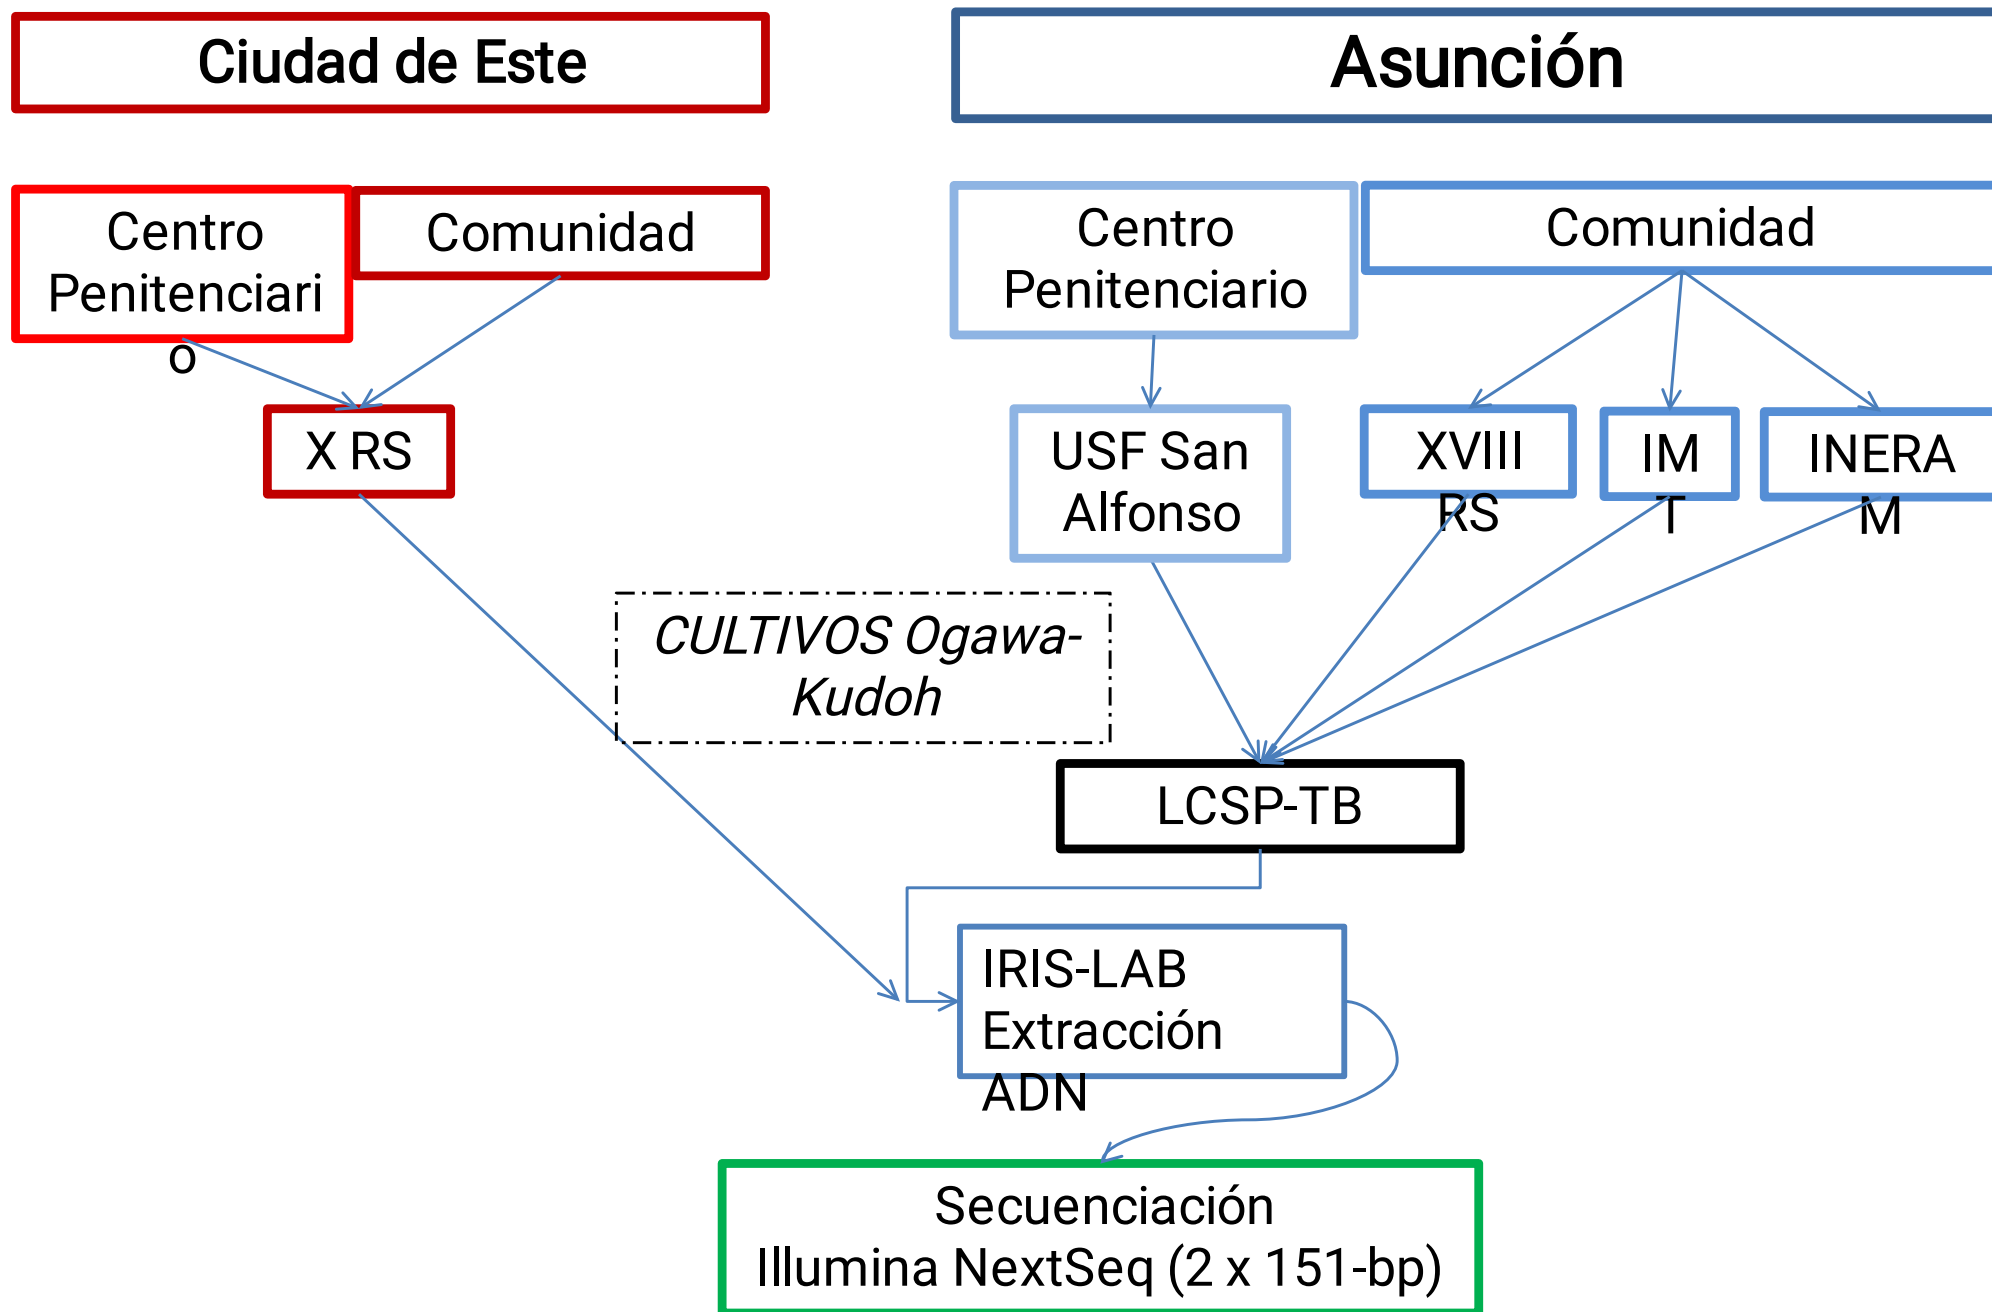 Ciudad de Este
Asunción
Centro
Penitenciari
o
Comunidad
Centro
Penitenciario
Comunidad
X RS
USF San
Alfonso
XVIII
RS
IM
T
INERA
M
CULTIVOS Ogawa-
Kudoh
LCSP-TB
IRIS-LAB
Extracción
ADN
Secuenciación
Illumina NextSeq (2 x 151-bp)